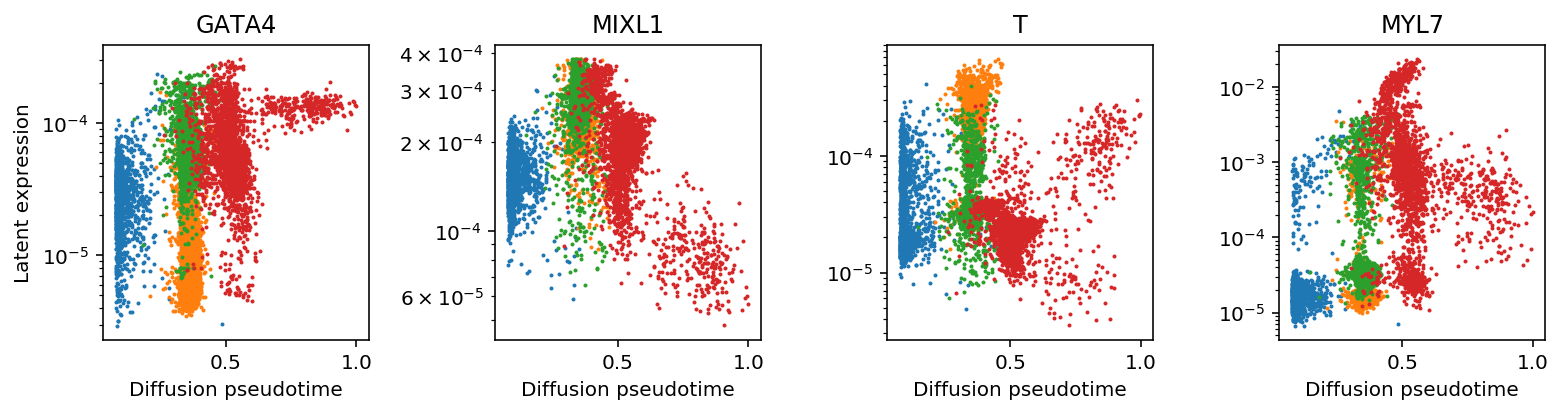 GATA4
MIXL1
T
MYL7
Latent expression
10⁻⁴
10⁻⁵
4 × 10⁻⁴
3 × 10⁻⁴
2 × 10⁻⁴
10⁻⁴
6 × 10⁻⁵
10⁻⁴
10⁻⁵
10⁻²
10⁻³
10⁻⁴
10⁻⁵
0.5 1.0
0.5 1.0
0.5 1.0
0.5 1.0
Diffusion pseudotime
Diffusion pseudotime
Diffusion pseudotime
Diffusion pseudotime